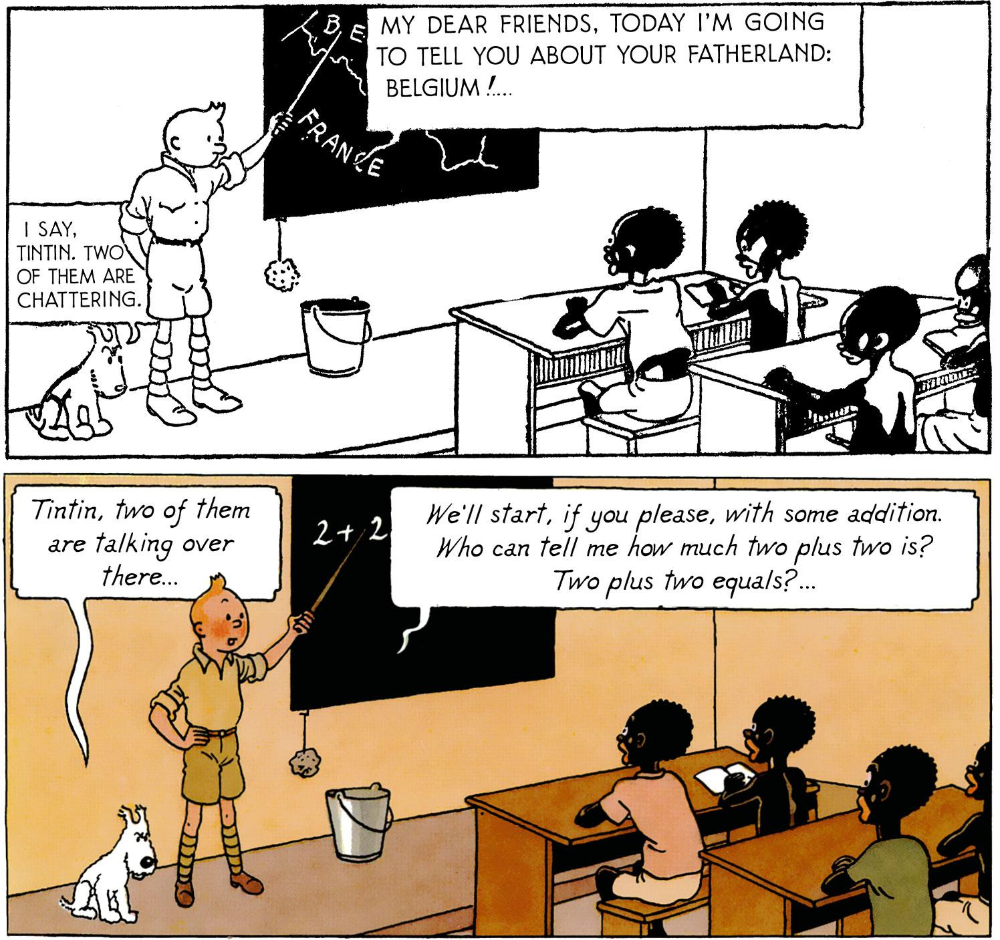 BE
MY DEAR FRIENDS, TODAY I'M GOING
TO TELL YOU ABOUT YOUR FATHERLAND:
BELGIUM!....
FRANCE
I SAY,
TINTIN. TWO
OF THEM ARE
CHATTERING.
Tintin, two of them
are talking over
there...
2 + 2
We'll start, if you please, with some addition.
Who can tell me how much two plus two is?
Two plus two equals?...